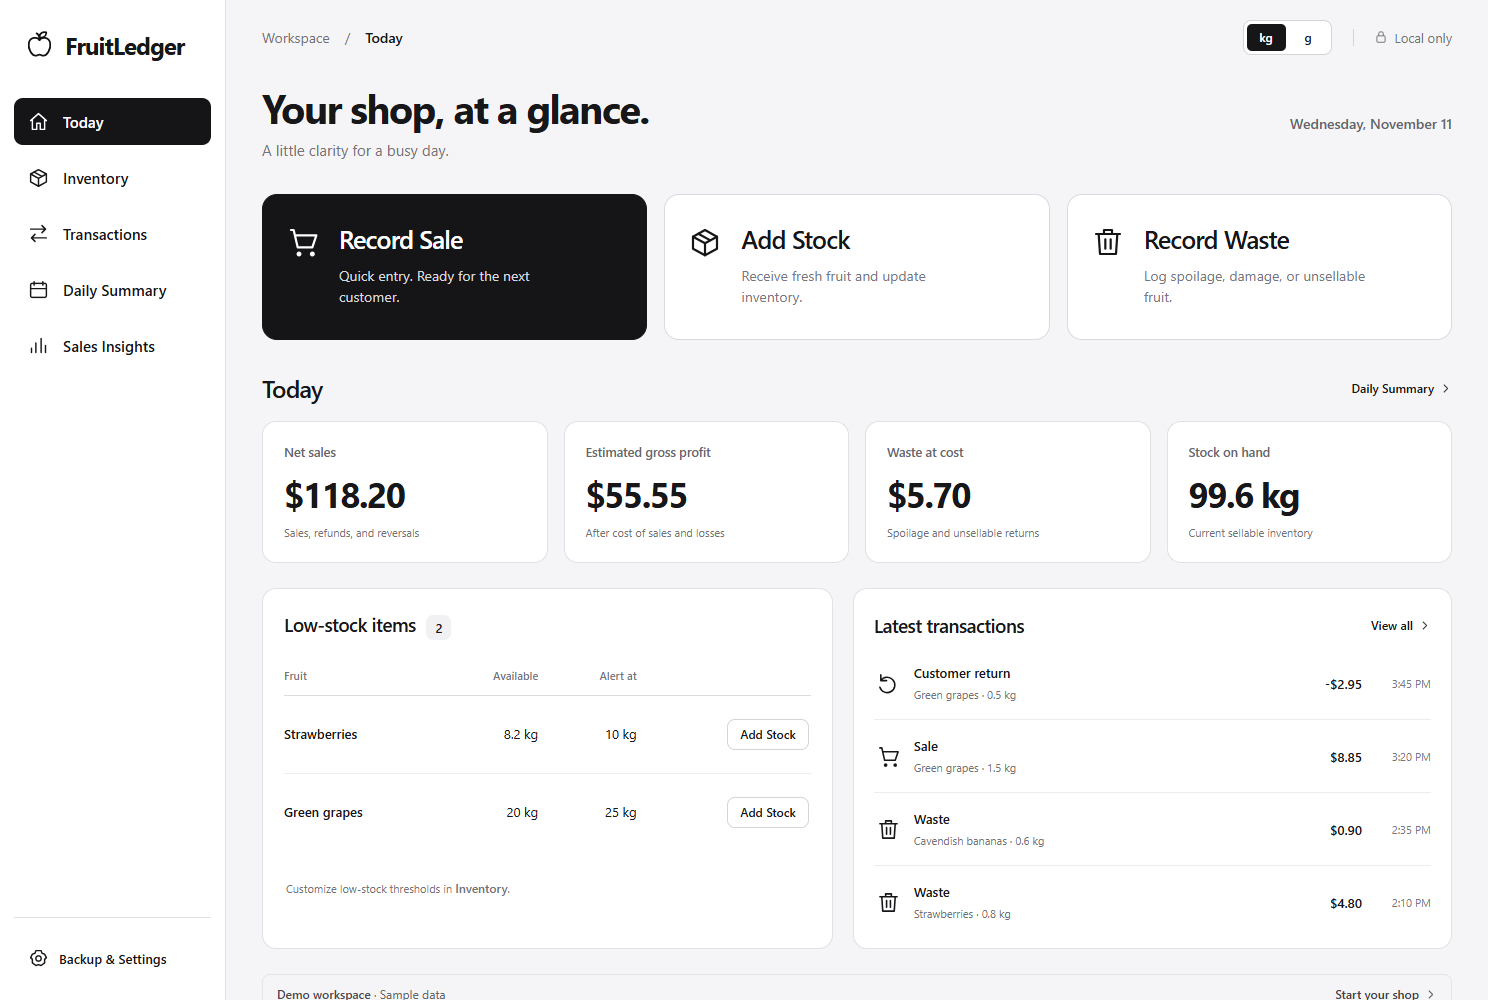 FruitLedger
Today
Inventory
Transactions
Daily Summary
Sales Insights
Backup & Settings
Workspace / Today
kg g
Local only
Your shop, at a glance.
A little clarity for a busy day.
Wednesday, November 11
Record Sale
Quick entry. Ready for the next
customer.
Add Stock
Receive fresh fruit and update
inventory.
Record Waste
Log spoilage, damage, or unsellable
fruit.
Today
Daily Summary
Net sales
$118.20
Sales, refunds, and reversals
Estimated gross profit
$55.55
After cost of sales and losses
Waste at cost
$5.70
Spoilage and unsellable returns
Stock on hand
99.6 kg
Current sellable inventory
Low-stock items 2
Fruit Available Alert at
Strawberries 8.2 kg 10 kg Add Stock
Green grapes 20 kg 25 kg Add Stock
Customize low-stock thresholds in Inventory.
Latest transactions View all
Customer return
Green grapes · 0.5 kg
-$2.95 3:45 PM
Sale
Green grapes · 1.5 kg
$8.85 3:20 PM
Waste
Cavendish bananas · 0.6 kg
$0.90 2:35 PM
Waste
Strawberries · 0.8 kg
$4.80 2:10 PM
Demo workspace · Sample data
Start your shop